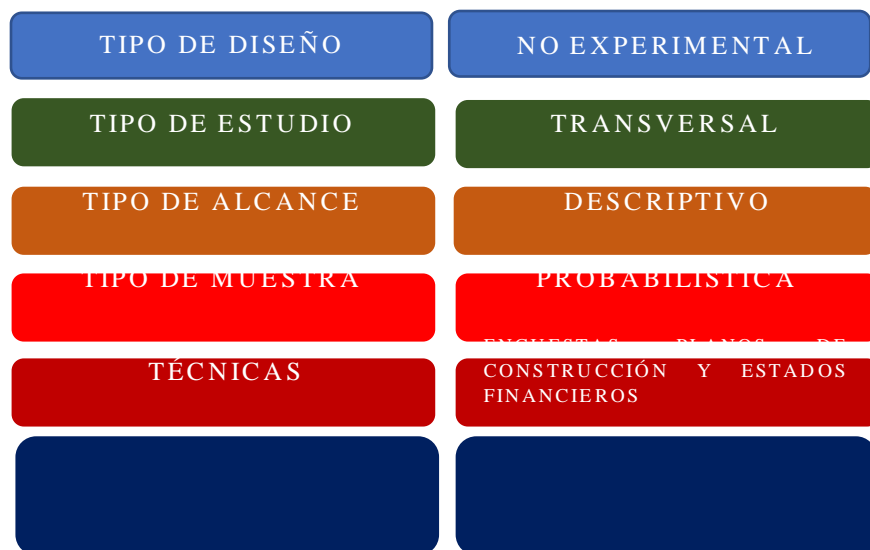 TIPO DE DISEÑO
NO EXPERIMENTAL
TIPO DE ESTUDIO
TRANSVERSAL
TIPO DE ALCANCE
DESCRIPTIVO
TIPO DE MUESTRA
PROBABILÍSTICA
TÉCNICAS
ENCUESTAS PLANOS DE
CONSTRUCCIÓN Y ESTADOS
FINANCIEROS